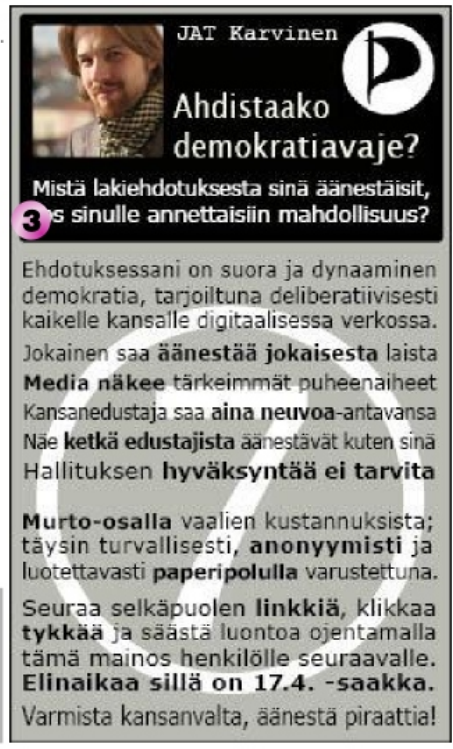 JAT Karvinen
Ahdistaako
demokratiavaje?
Mistä lakiehdotuksesta sinä äänestäisit,
3 s sinulle annettaisiin mahdollisuus?
Ehdotuksessani on suora ja dynaaminen
demokratia, tarjoiltuna deliberatiivisesti
kaikelle kansalle digitaalisessa verkossa.
Jokainen saa äänestää jokaisesta laista
Media näkee tärkeimmät puheenaiheet
Kansanedustaja saa aina neuvoa-antavansa
Näe ketkä edustajista äänestävät kuten sinä
Hallituksen hyväksyntää ei tarvita
7
Murto-osalla vaalien kustannuksista;
täysin turvallisesti, anonyymisti ja
luotettavasti paperipolulla varustettuna.
Seuraa selkäpuolen linkkiä, klikkaa
tykkää ja säästä luontoa ojentamalla
tämä mainos henkilölle seuraavalle.
Elinaikaa sillä on 17.4. -saakka.
Varmista kansanvalta, äänestä piraattia!